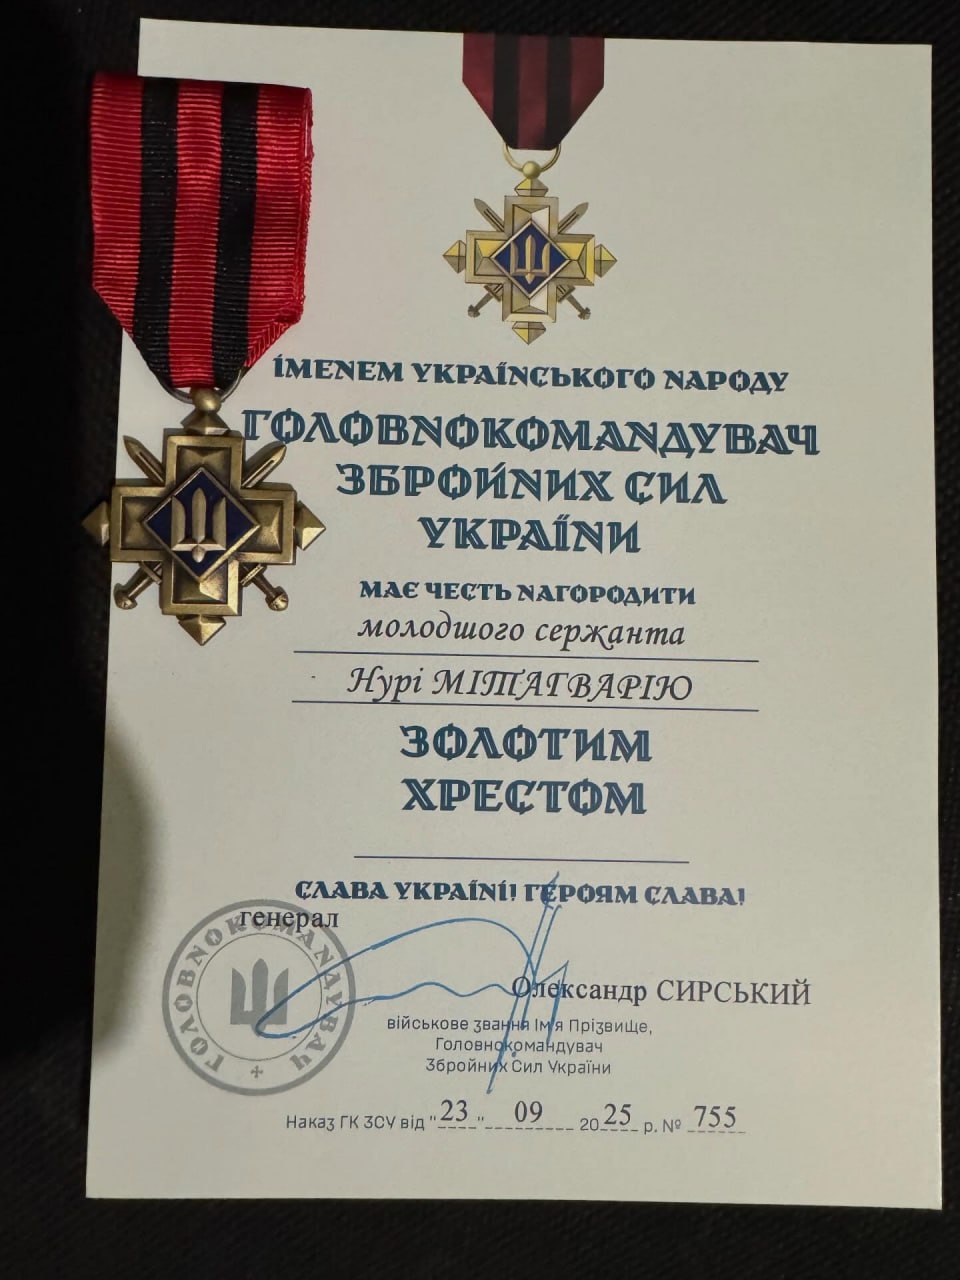 ІМЕНЕМ УКРАЇНСЬКОГО НАРОДУ
ГОЛОВНОКОМАНДУВАЧ
ЗБРОЙНИХ СИЛ
УКРАЇНИ
МАЄ ЧЕСТЬ НАГОРОДИТИ
молодшого сержанта
Нурі МІТАГВАРІЮ
ЗОЛОТИМ
ХРЕСТОМ
СЛАВА УКРАЇНІ! ГЕРОЯМ СЛАВА!
генерал
ГОЛОВНОКОМАНДУВАЧ
Олександр СИРСЬКИЙ
військове звання Ім'я Прізвище,
Головнокомандувач
Збройних Сил України
Наказ ГК ЗСУ від "23" 09 2025 р. № 755